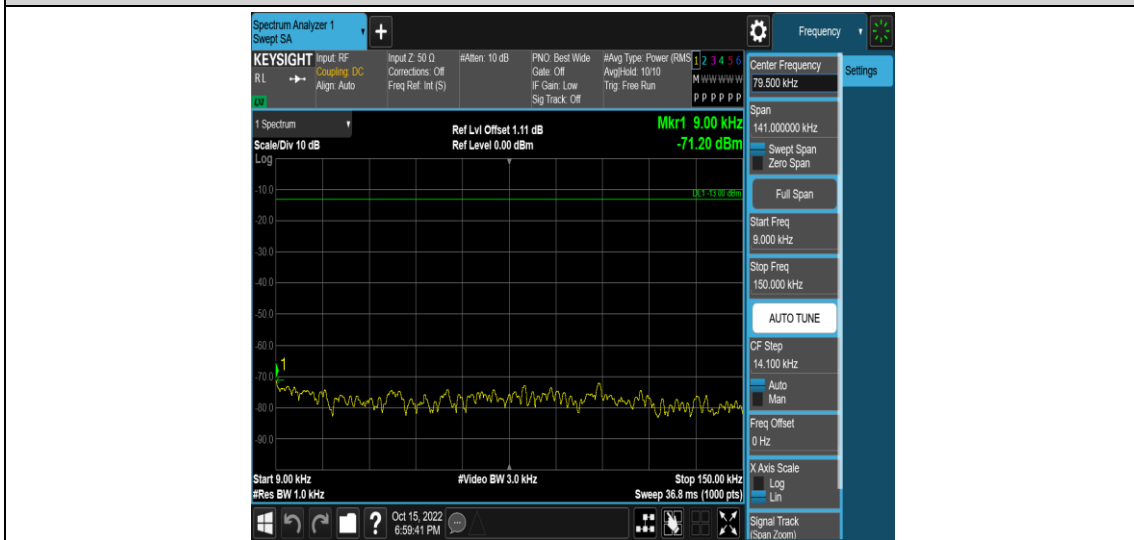 Spectrum Analyzer 1
Swept SA
+
Frequency
KEYSIGHT
Input: RF
Input Z: 50 Ω
#Atten: 10 dB
PNO: Best Wide
#Avg Type: Power (RMS
1 2 3 4 5 6
RL
Coupling: DC
Corrections: Off
Gate: Off
Avg|Hold: 10/10
M W W W W W
Align: Auto
Freq Ref: Int (S)
IF Gain: Low
Trig: Free Run
Sig Track: Off
P P P P P P
1 Spectrum
Ref Lvl Offset 1.11 dB
Mkr1 9.00 kHz
Scale/Div 10 dB
Ref Level 0.00 dBm
-71.20 dBm
Log
-10.0
DL1 -13.00 dBm
-20.0
-30.0
-40.0
-50.0
-60.0
1
-70.0
-80.0
-90.0
Start 9.00 kHz
#Video BW 3.0 kHz
Stop 150.00 kHz
#Res BW 1.0 kHz
Sweep 36.8 ms (1000 pts)
Center Frequency
79.500 kHz
Settings
Span
141.000000 kHz
Swept Span
Zero Span
Full Span
Start Freq
9.000 kHz
Stop Freq
150.000 kHz
AUTO TUNE
CF Step
14.100 kHz
Auto
Man
Freq Offset
0 Hz
X Axis Scale
Log
Lin
Signal Track
(Span Zoom)
?
Oct 15, 2022
6:59:41 PM